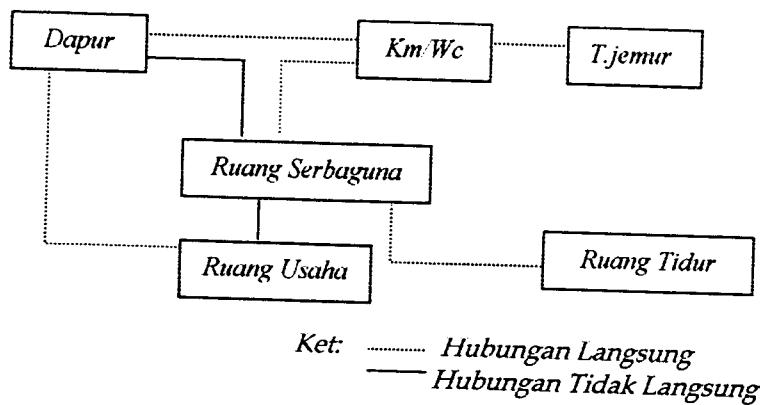 Dapur
Km/Wc
T.jemur
Ruang Serbaguna
Ruang Usaha
Ruang Tidur
Ket: Hubungan Langsung
Hubungan Tidak Langsung